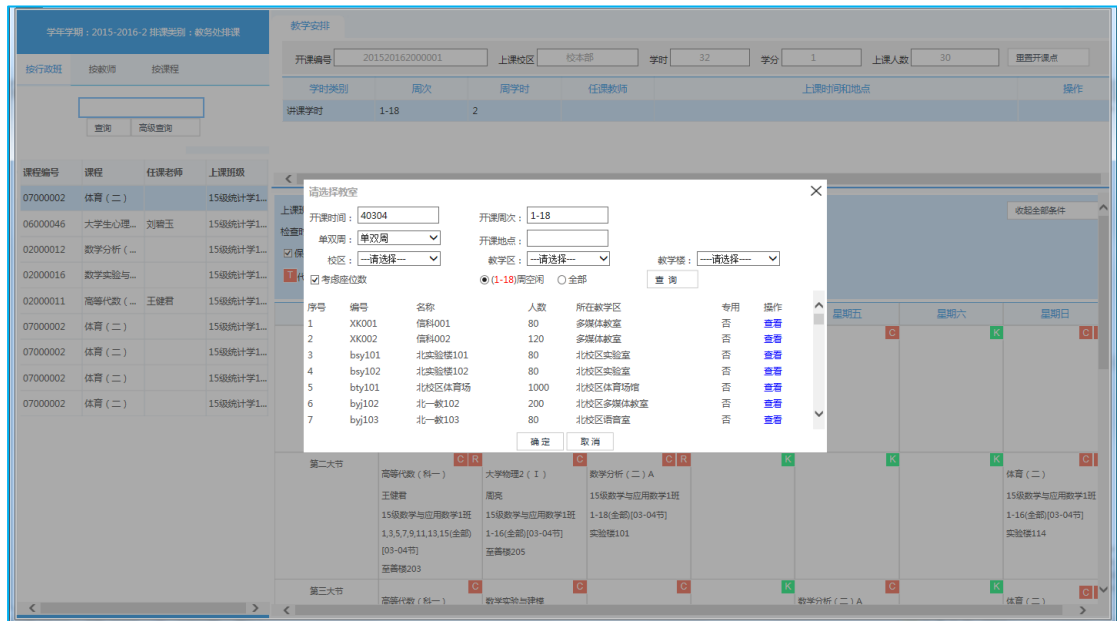 学年学期：2015-2016-2 排课类别：教务处排课
按行政班 按教师 按课程
查询 高级查询
课程编号 课程 任课老师 上课班级
07000002 体育（二） 15级统计学1...
06000046 大学生心理... 刘晓玉 15级统计学1...
02000012 数学分析（... 15级统计学1...
02000016 数学实验与... 15级统计学1...
02000011 高等代数（... 王健君 15级统计学1...
07000002 体育（二） 15级统计学1...
07000002 体育（二） 15级统计学1...
07000002 体育（二） 15级统计学1...
07000002 体育（二） 15级统计学1...
教学安排
开课编号 201520162000001 上课校区 校本部 学时 32 学分 1 上课人数 30 重置开课点
学时类别 周次 周学时 任课教师 上课时间和地点 操作
讲课学时 1-18 2
收起全部条件
请选择教室
开课时间： 40304 开课周次： 1-18
单双周： 单双周 开课地点：
校区： ---请选择--- 教学区： ---请选择--- 教学楼： ----请选择----
考虑座位数 (1-18)周空闲 全部 查 询
序号 编号 名称 人数 所在教学区 专用 操作
1 XK001 信科001 80 多媒体教室 否 查看
2 XK002 信科002 120 多媒体教室 否 查看
3 bsy101 北实验楼101 80 北校区实验室 否 查看
4 bsy102 北实验楼102 80 北校区实验室 否 查看
5 bty101 北校区体育场 1000 北校区体育场馆 否 查看
6 byj102 北一教102 200 北校区多媒体教室 否 查看
7 byj103 北一教103 80 北校区语音室 否 查看
确 定 取 消
星期五 星期六 星期日
C K C
第二大节 C R C C R K K K C
高等代数（科一） 大学物理2（Ⅰ） 数学分析（二）A 体育（二）
王健君 周亮 15级数学与应用数学1班 15级数学与应用数学1班
15级数学与应用数学1班 15级数学与应用数学1班 1-18(全部)[03-04节] 1-16(全部)[03-04节]
1,3,5,7,9,11,13,15(全部) 1-16(全部)[03-04节] 实验楼101 实验楼114
[03-04节] 至善楼205
至善楼203
第三大节 C C C K C K C
高等代数（科一） 数学实验与建模 数学分析（二）A 体育（二）